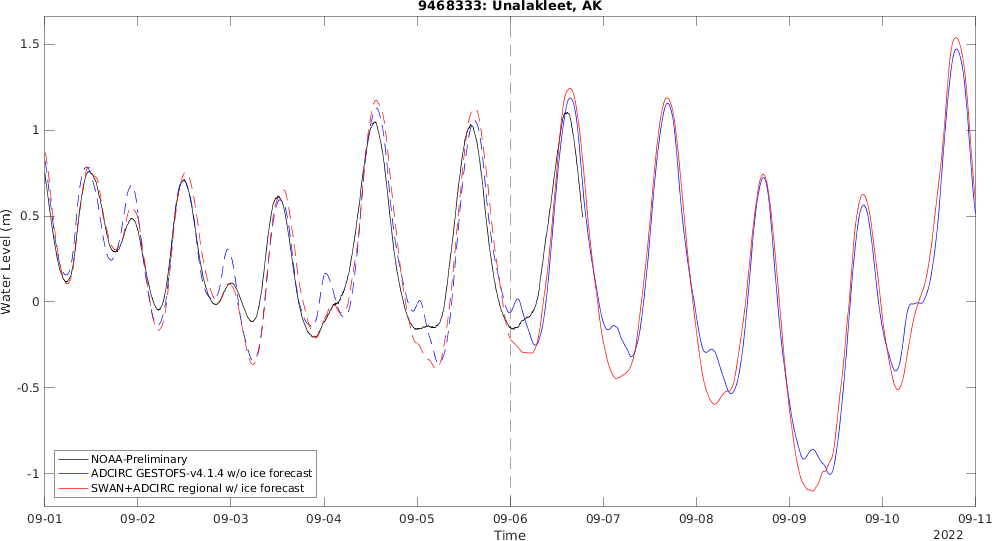 9468333: Unalakleet, AK
Water Level (m)
1.5
1
0.5
0
-0.5
-1
NOAA-Preliminary
ADCIRC GESTOFS-v4.1.4 w/o ice forecast
SWAN+ADCIRC regional w/ ice forecast
09-01 09-02 09-03 09-04 09-05 09-06 09-07 09-08 09-09 09-10 09-11
Time
2022